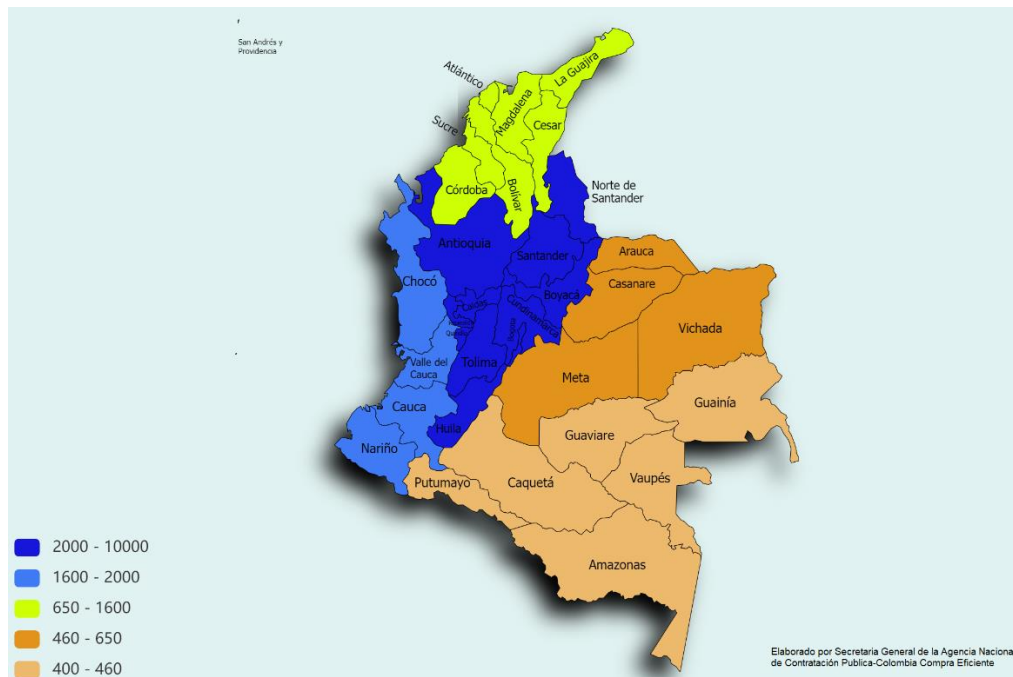 San Andrés y
Providencia
Atlántico
La Guajira
Magdalena
Sucre
Cesar
Córdoba
Bolívar
Norte de
Santander
Antioquia
Santander
Arauca
Chocó
Casanare
Boyacá
Caldas
Cundinamarca
Vichada
Bogotá
Tolima
Valle del
Cauca
Meta
Cauca
Guainía
Huila
Guaviare
Nariño
Putumayo
Caquetá
Vaupés
Amazonas
2000 - 10000
1600 - 2000
650 - 1600
460 - 650
400 - 460
Elaborado por Secretaria General de la Agencia Naciona
de Contratación Publica-Colombia Compra Eficiente